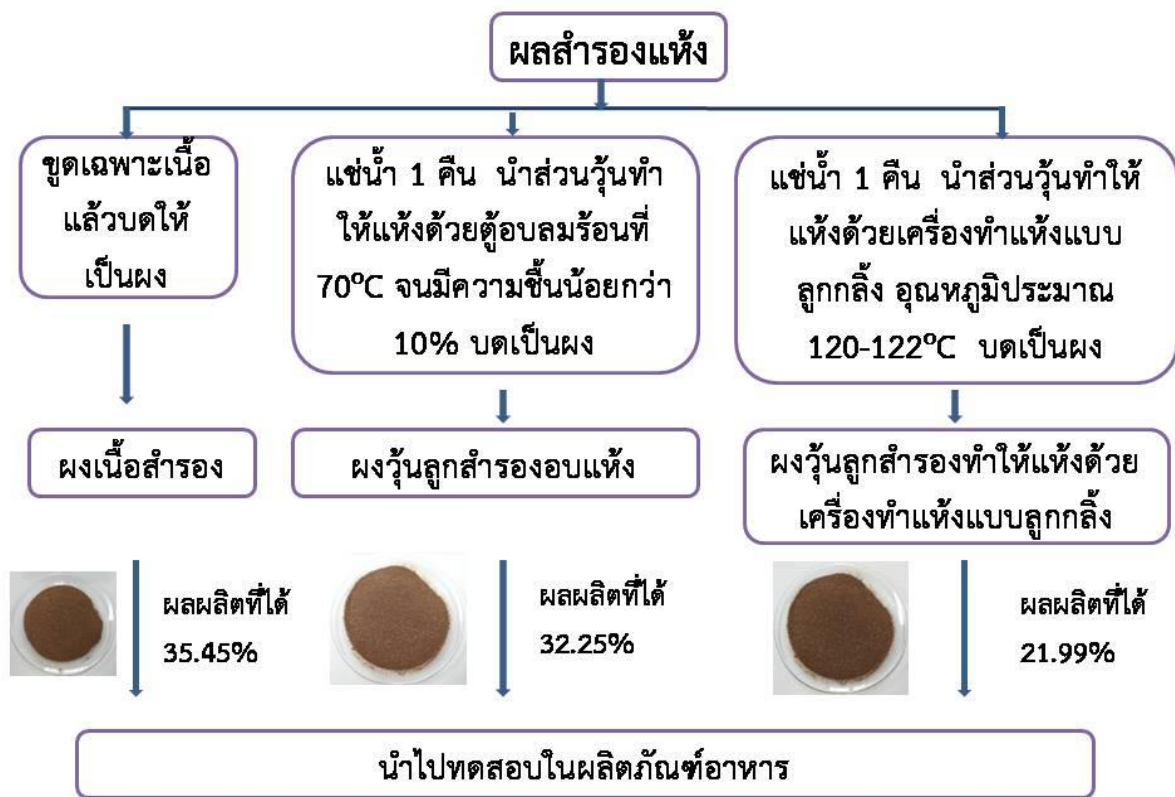 ผลสำรองแห้ง
ขูดเฉพาะเนื้อ
แล้วบดให้
เป็นผง
แช่น้ำ 1 คืน นำส่วนวุ้นทำ
ให้แห้งด้วยตู้อบลมร้อนที่
70°C จนมีความชื้นน้อยกว่า
10% บดเป็นผง
แช่น้ำ 1 คืน นำส่วนวุ้นทำให้
แห้งด้วยเครื่องทำแห้งแบบ
ลูกกลิ้ง อุณหภูมิประมาณ
120-122°C บดเป็นผง
ผงเนื้อสำรอง
ผงวุ้นลูกสำรองอบแห้ง
ผงวุ้นลูกสำรองทำให้แห้งด้วย
เครื่องทำแห้งแบบลูกกลิ้ง
ผลผลิตที่ได้
35.45%
ผลผลิตที่ได้
32.25%
ผลผลิตที่ได้
21.99%
นำไปทดสอบในผลิตภัณฑ์อาหาร